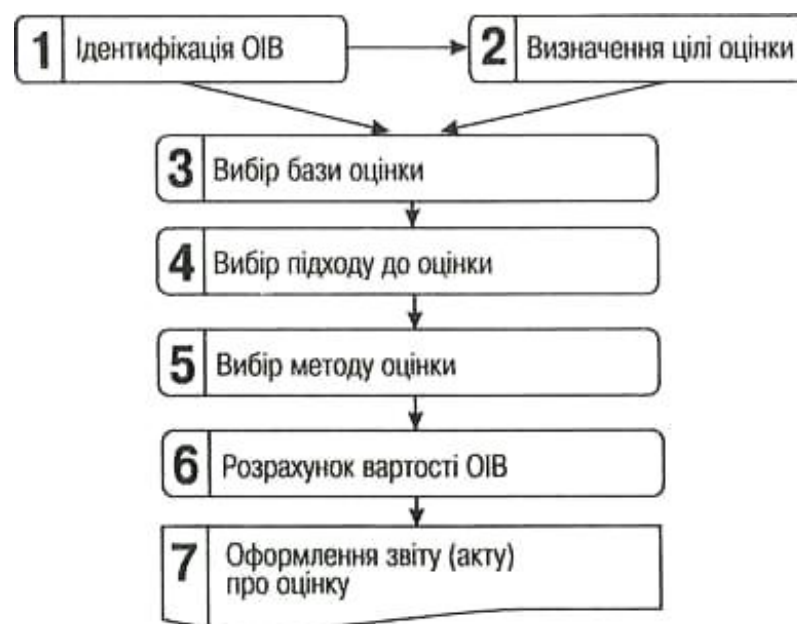 1 Ідентифікація ОІВ
2 Визначення цілі оцінки
3 Вибір бази оцінки
4 Вибір підходу до оцінки
5 Вибір методу оцінки
6 Розрахунок вартості ОІВ
7 Оформлення звіту (акту)
про оцінку